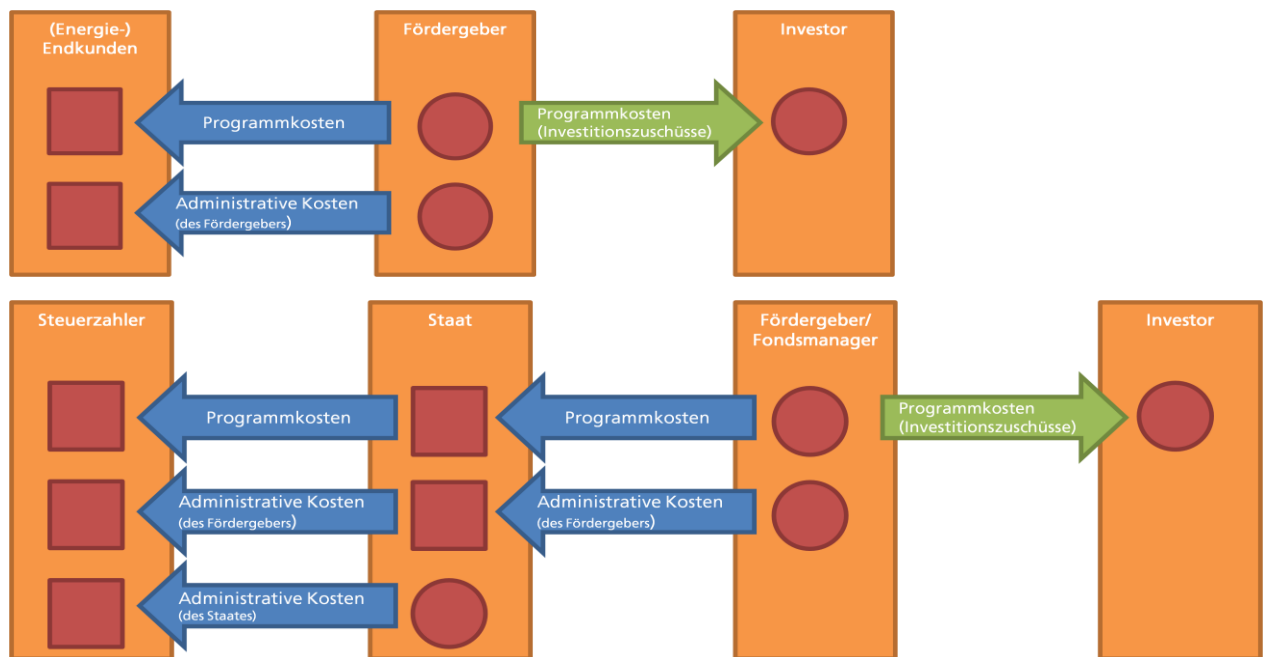 (Energie-)
Endkunden
Fördergeber
Investor
Programmkosten
Programmkosten
(Investitionszuschüsse)
Administrative Kosten
(des Fördergebers)
Steuerzahler
Staat
Fördergeber/
Fondsmanager
Investor
Programmkosten
Programmkosten
Programmkosten
(Investitionszuschüsse)
Administrative Kosten
(des Fördergebers)
Administrative Kosten
(des Fördergebers)
Administrative Kosten
(des Staates)